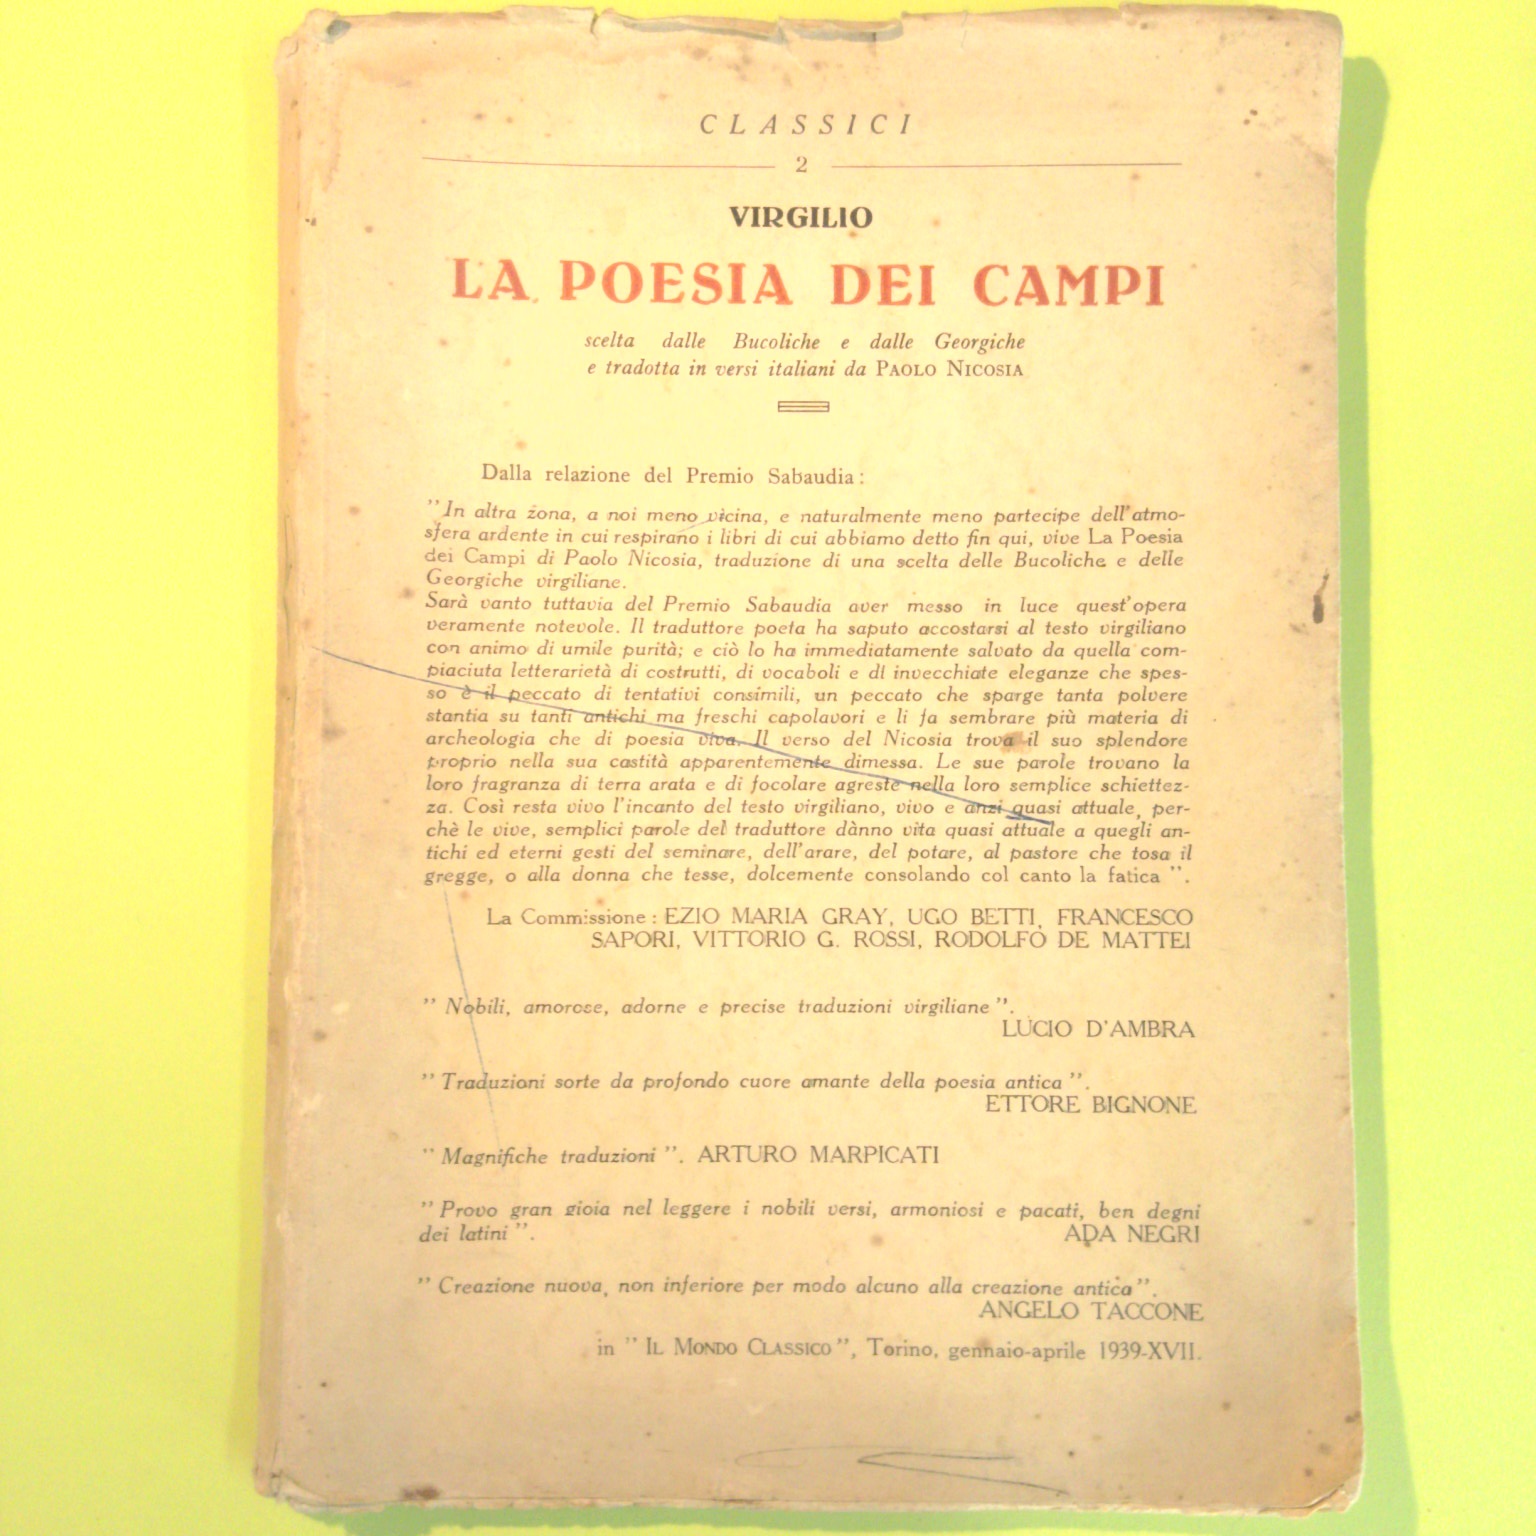 CLASSICI
2
VIRGILIO
LA POESIA DEI CAMPI
scelta dalle Bucoliche e dalle Georgiche
e tradotta in versi italiani da PAOLO NICOSIA
Dalla relazione del Premio Sabaudia:
"In altra zona, a noi meno vicina, e naturalmente meno partecipe dell'atmo-
sfera ardente in cui respirano i libri di cui abbiamo detto fin qui, vive La Poesia
dei Campi di Paolo Nicosia, traduzione di una scelta delle Bucoliche e delle
Georgiche virgiliane.
Sarà vanto tuttavia del Premio Sabaudia aver messo in luce quest'opera
veramente notevole. Il traduttore poeta ha saputo accostarsi al testo virgiliano
con animo di umile purità; e ciò lo ha immediatamente salvato da quella com-
piaciuta letterarietà di costrutti, di vocaboli e di invecchiate eleganze che spes-
so è il peccato di tentativi consimili, un peccato che sparge tanta polvere
stantia su tanti antichi ma freschi capolavori e li fa sembrare più materia di
archeologia che di poesia viva. Il verso del Nicosia trova il suo splendore
proprio nella sua castità apparentemente dimessa. Le sue parole trovano la
loro fragranza di terra arata e di focolare agreste nella loro semplice schiettez-
za. Così resta vivo l'incanto del testo virgiliano, vivo e anzi quasi attuale, per-
chè le vive, semplici parole del traduttore dànno vita quasi attuale a quegli an-
tichi ed eterni gesti del seminare, dell'arare, del potare, al pastore che tosa il
gregge, o alla donna che tesse, dolcemente consolando col canto la fatica".
La Commissione: EZIO MARIA GRAY, UGO BETTI, FRANCESCO
SAPORI, VITTORIO G. ROSSI, RODOLFO DE MATTEI
"Nobili, amorose, adorne e precise traduzioni virgiliane".
LUCIO D'AMBRA
"Traduzioni sorte da profondo cuore amante della poesia antica".
ETTORE BIGNONE
"Magnifiche traduzioni". ARTURO MARPICATI
"Provo gran gioia nel leggere i nobili versi, armoniosi e pacati, ben degni
dei latini". ADA NEGRI
"Creazione nuova, non inferiore per modo alcuno alla creazione antica".
ANGELO TACCONE
in "IL MONDO CLASSICO", Torino, gennaio-aprile 1939-XVII.